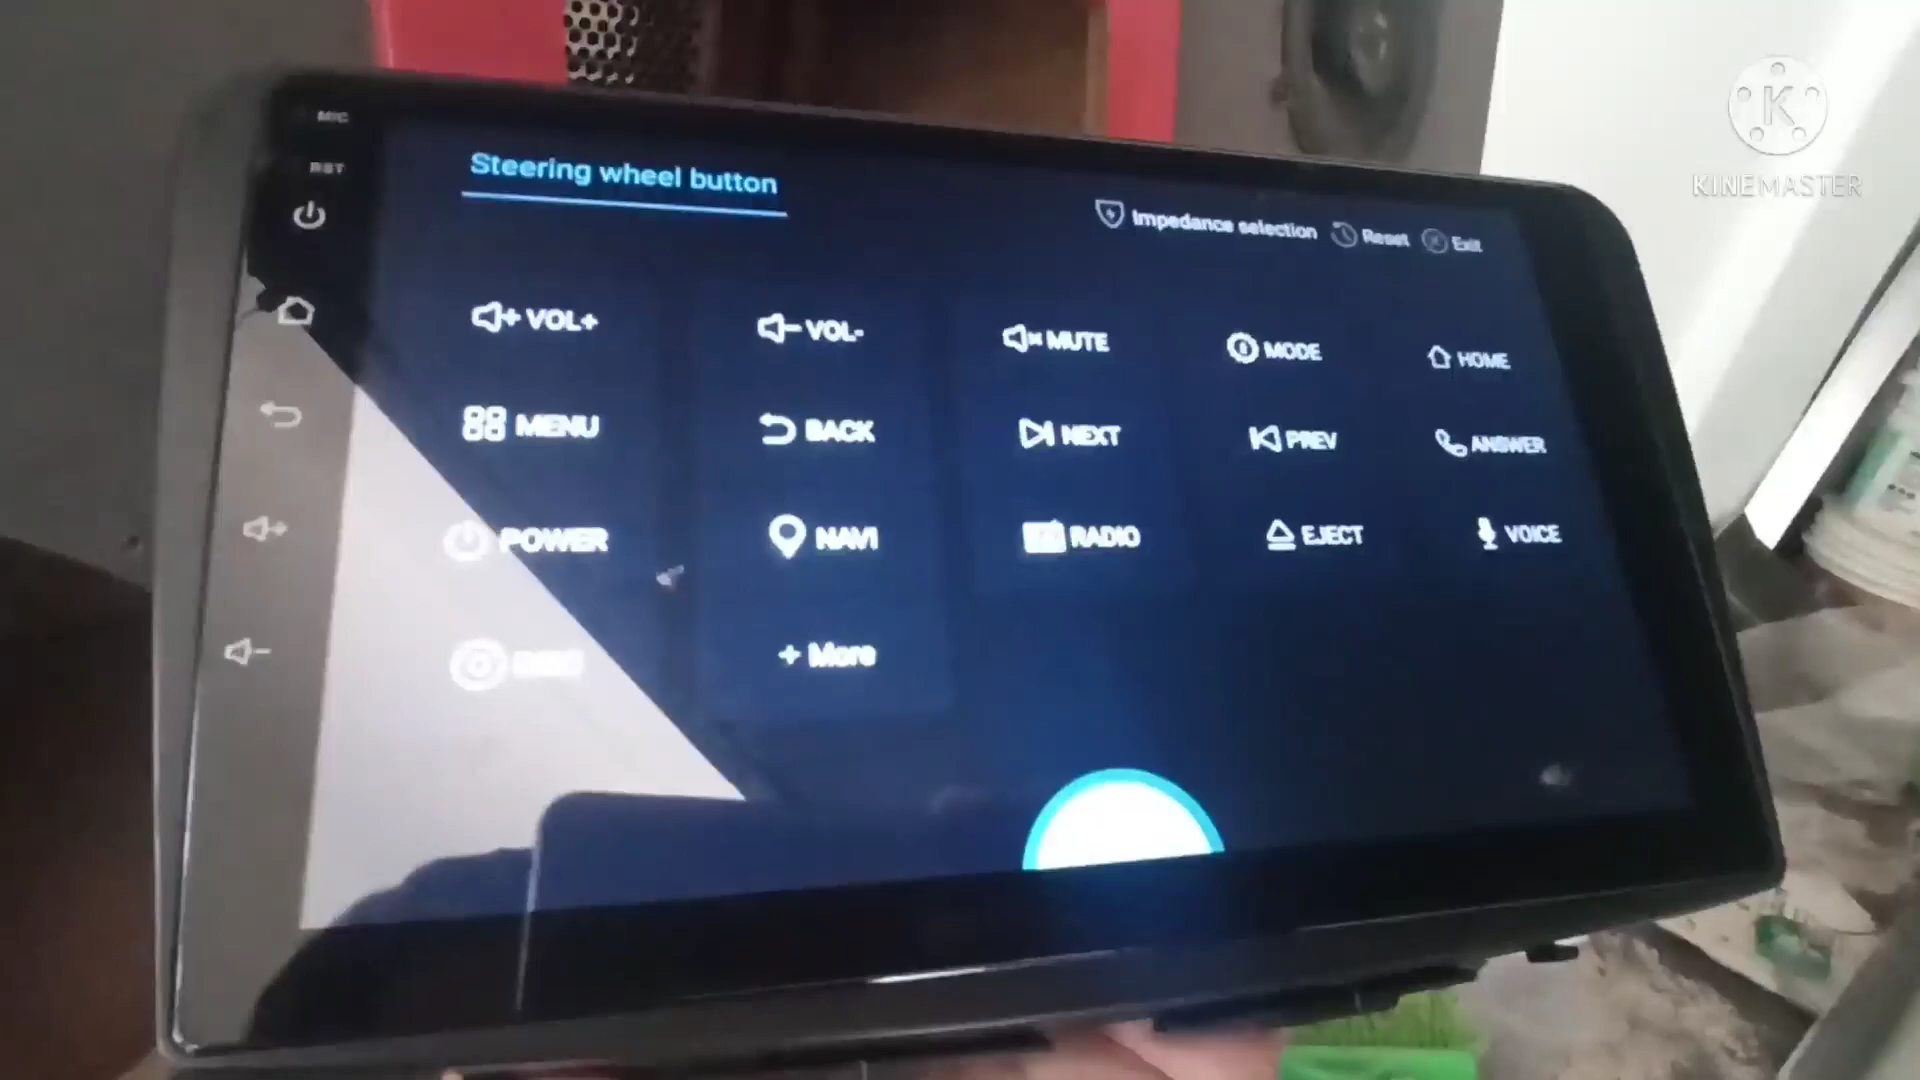 MIC
RST
KINEMASTER
Steering wheel button
Impedance selection Reset Exit
VOL+ VOL- MUTE MODE HOME
MENU BACK NEXT PREV ANSWER
POWER NAVI RADIO EJECT VOICE
+ More